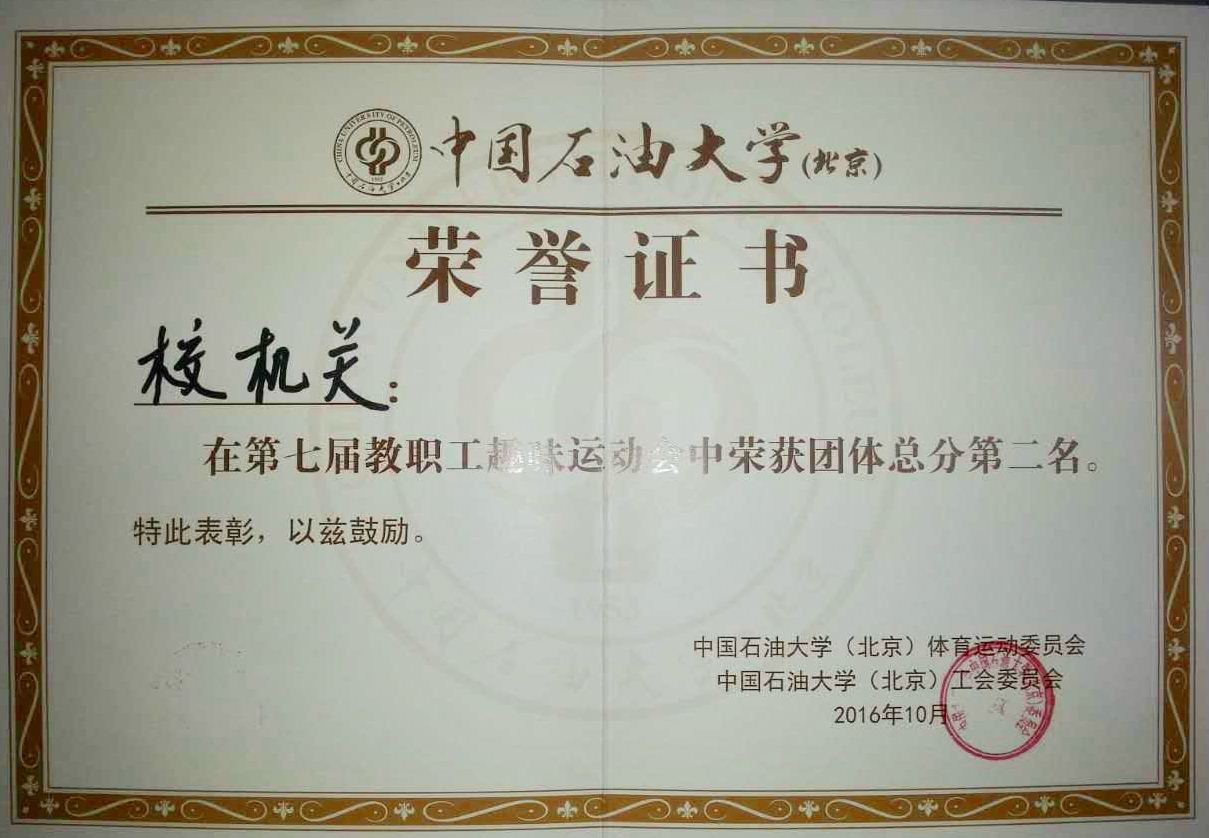 中国石油大学(北京)
CHINA UNIVERSITY OF PETROLEUM
荣誉证书
校机关：
在第七届教职工趣味运动会中荣获团体总分第二名。
特此表彰，以兹鼓励。
中国石油大学（北京）体育运动委员会
中国石油大学（北京）工会委员会
2016年10月